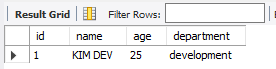 Result Grid Filter Rows:
id name age department
1 KIM DEV 25 development